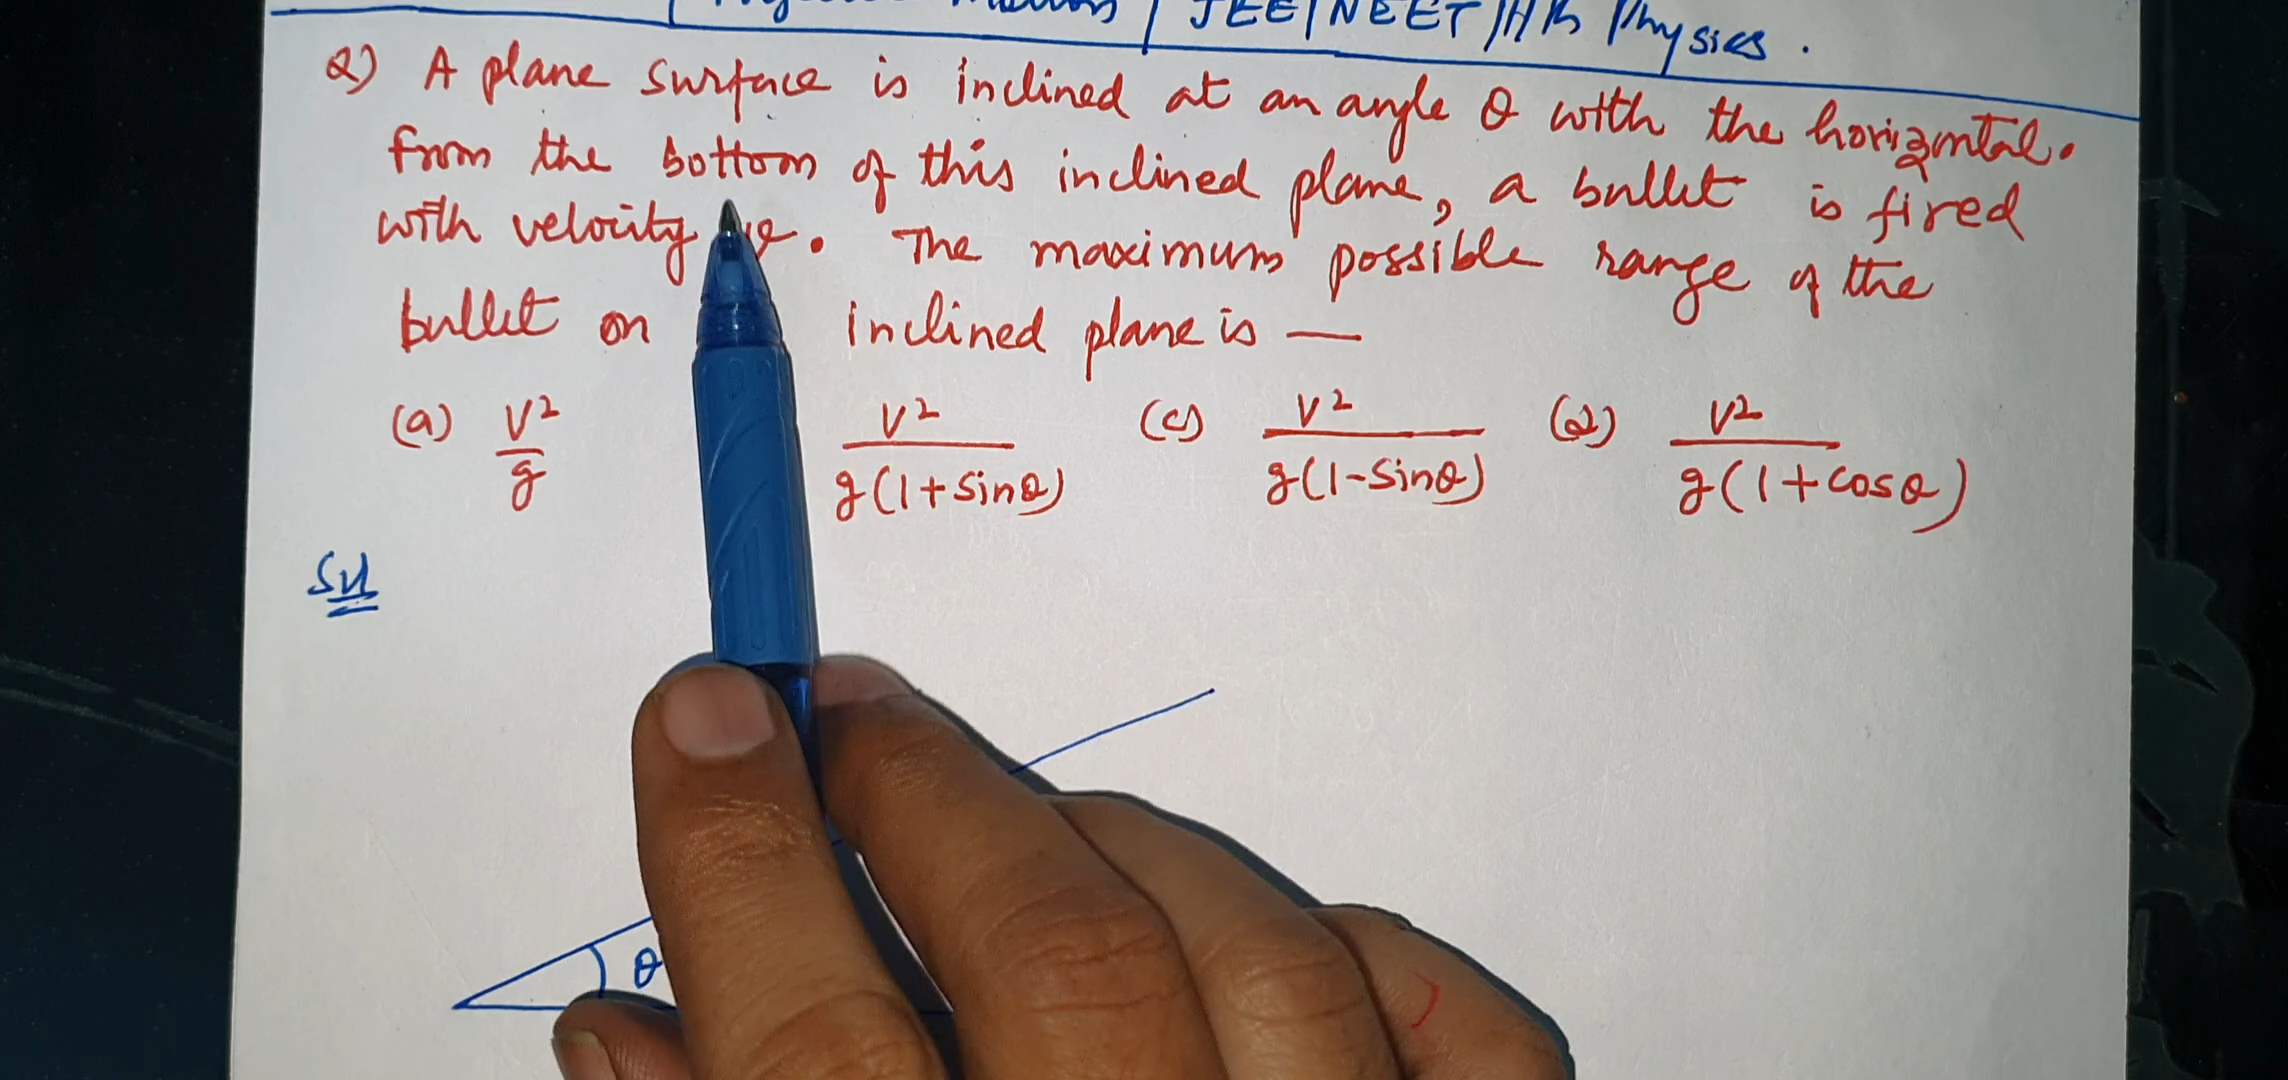 Motion / JEE/NEET/11th Physics.
Q) A plane surface is inclined at an angle θ with the horizontal.
from the bottom of this inclined plane, a bullet is fired
with velocity v. The maximum possible range of the
bullet on inclined plane is —
(a) v²/g v²/g(1+sinθ) (c) v²/g(1-sinθ) (d) v²/g(1+cosθ)
Sol
θ